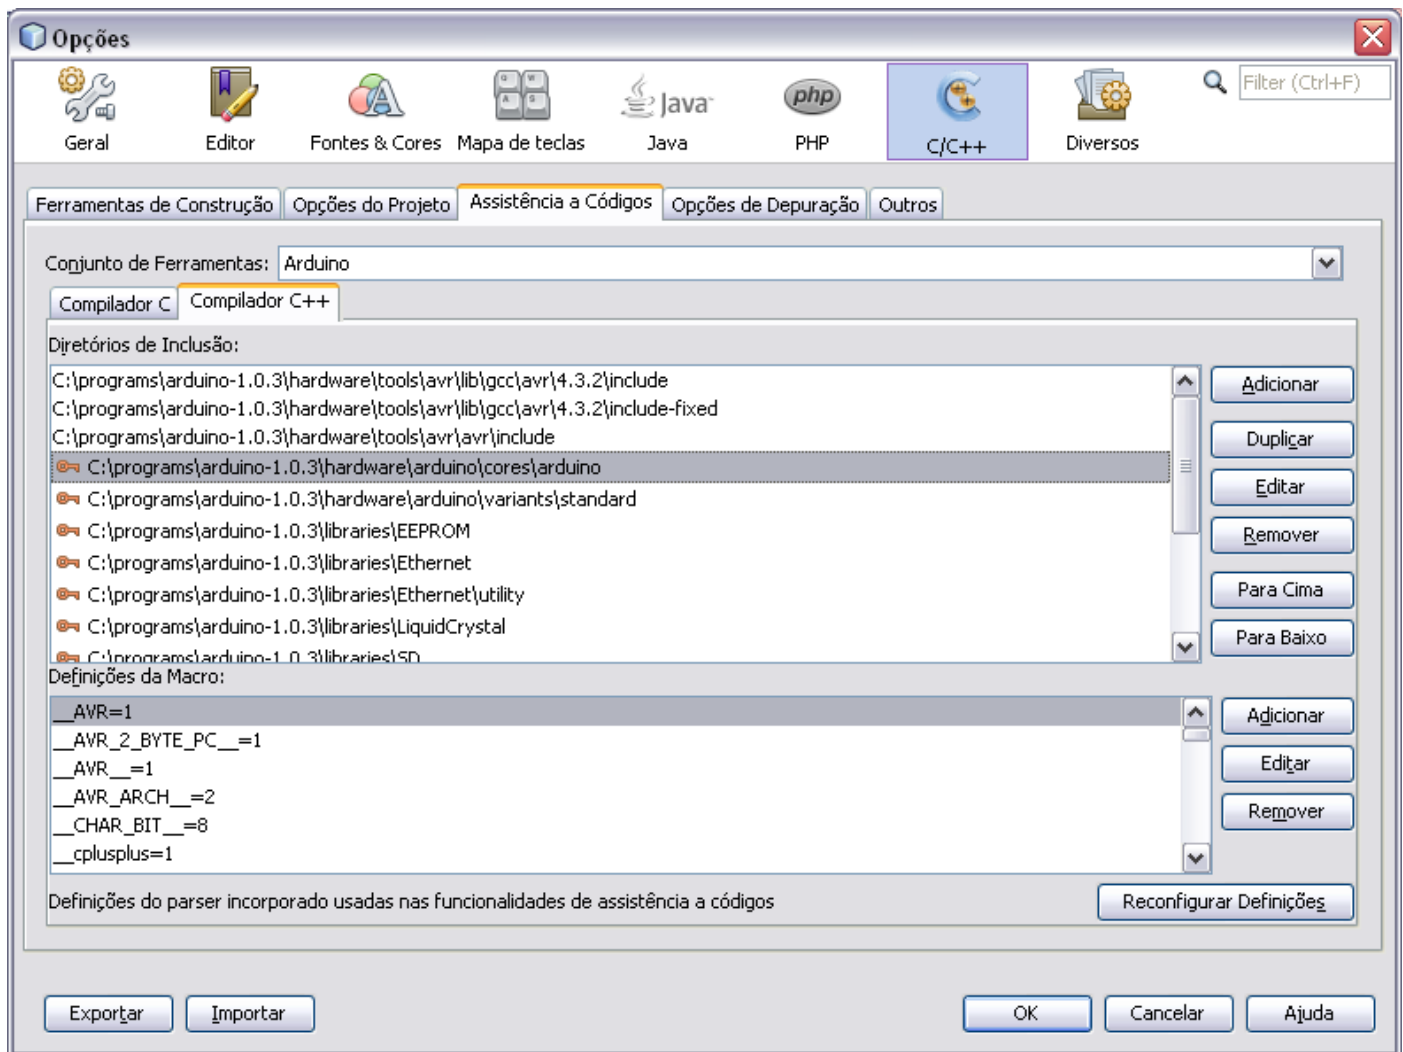 Opções
Filter (Ctrl+F)
Geral
Editor
Fontes & Cores
Mapa de teclas
Java
Java
php
PHP
C/C++
Diversos
Ferramentas de Construção
Opções do Projeto
Assistência a Códigos
Opções de Depuração
Outros
Conjunto de Ferramentas: Arduino
Compilador C
Compilador C++
Diretórios de Inclusão:
C:\programs\arduino-1.0.3\hardware\tools\avr\lib\gcc\avr\4.3.2\include
C:\programs\arduino-1.0.3\hardware\tools\avr\lib\gcc\avr\4.3.2\include-fixed
C:\programs\arduino-1.0.3\hardware\tools\avr\avr\include
C:\programs\arduino-1.0.3\hardware\arduino\cores\arduino
C:\programs\arduino-1.0.3\hardware\arduino\variants\standard
C:\programs\arduino-1.0.3\libraries\EEPROM
C:\programs\arduino-1.0.3\libraries\Ethernet
C:\programs\arduino-1.0.3\libraries\Ethernet\utility
C:\programs\arduino-1.0.3\libraries\LiquidCrystal
C:\programs\arduino-1.0.3\libraries\SD
Adicionar
Duplicar
Editar
Remover
Para Cima
Para Baixo
Definições da Macro:
__AVR=1
__AVR_2_BYTE_PC__=1
__AVR__=1
__AVR_ARCH__=2
__CHAR_BIT__=8
__cplusplus=1
Adicionar
Editar
Remover
Definições do parser incorporado usadas nas funcionalidades de assistência a códigos
Reconfigurar Definições
Exportar
Importar
OK
Cancelar
Ajuda